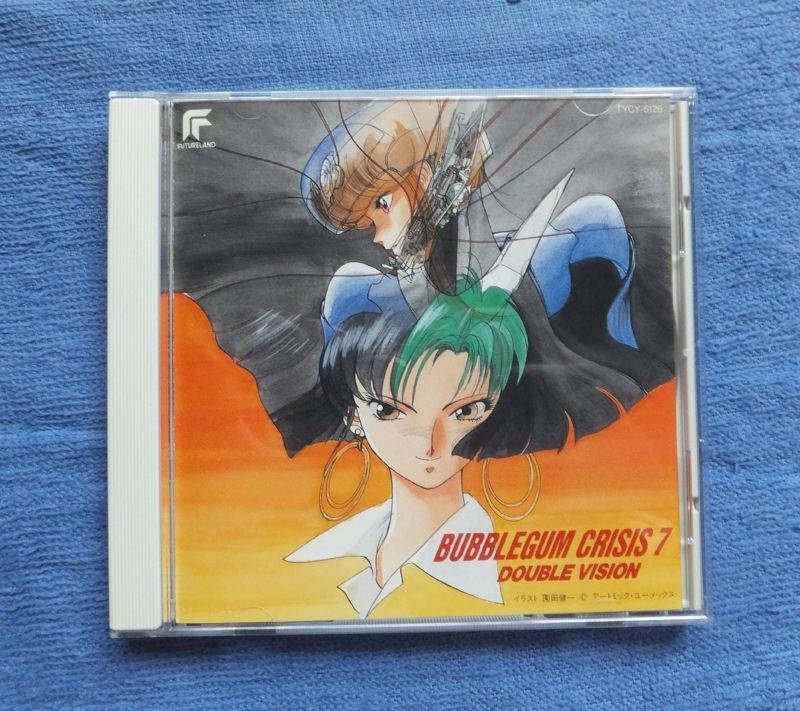 FUTURELAND
TYCY-5126
BUBBLEGUM CRISIS 7
DOUBLE VISION
イラスト 園田健一 © アートミック・ユーメックス